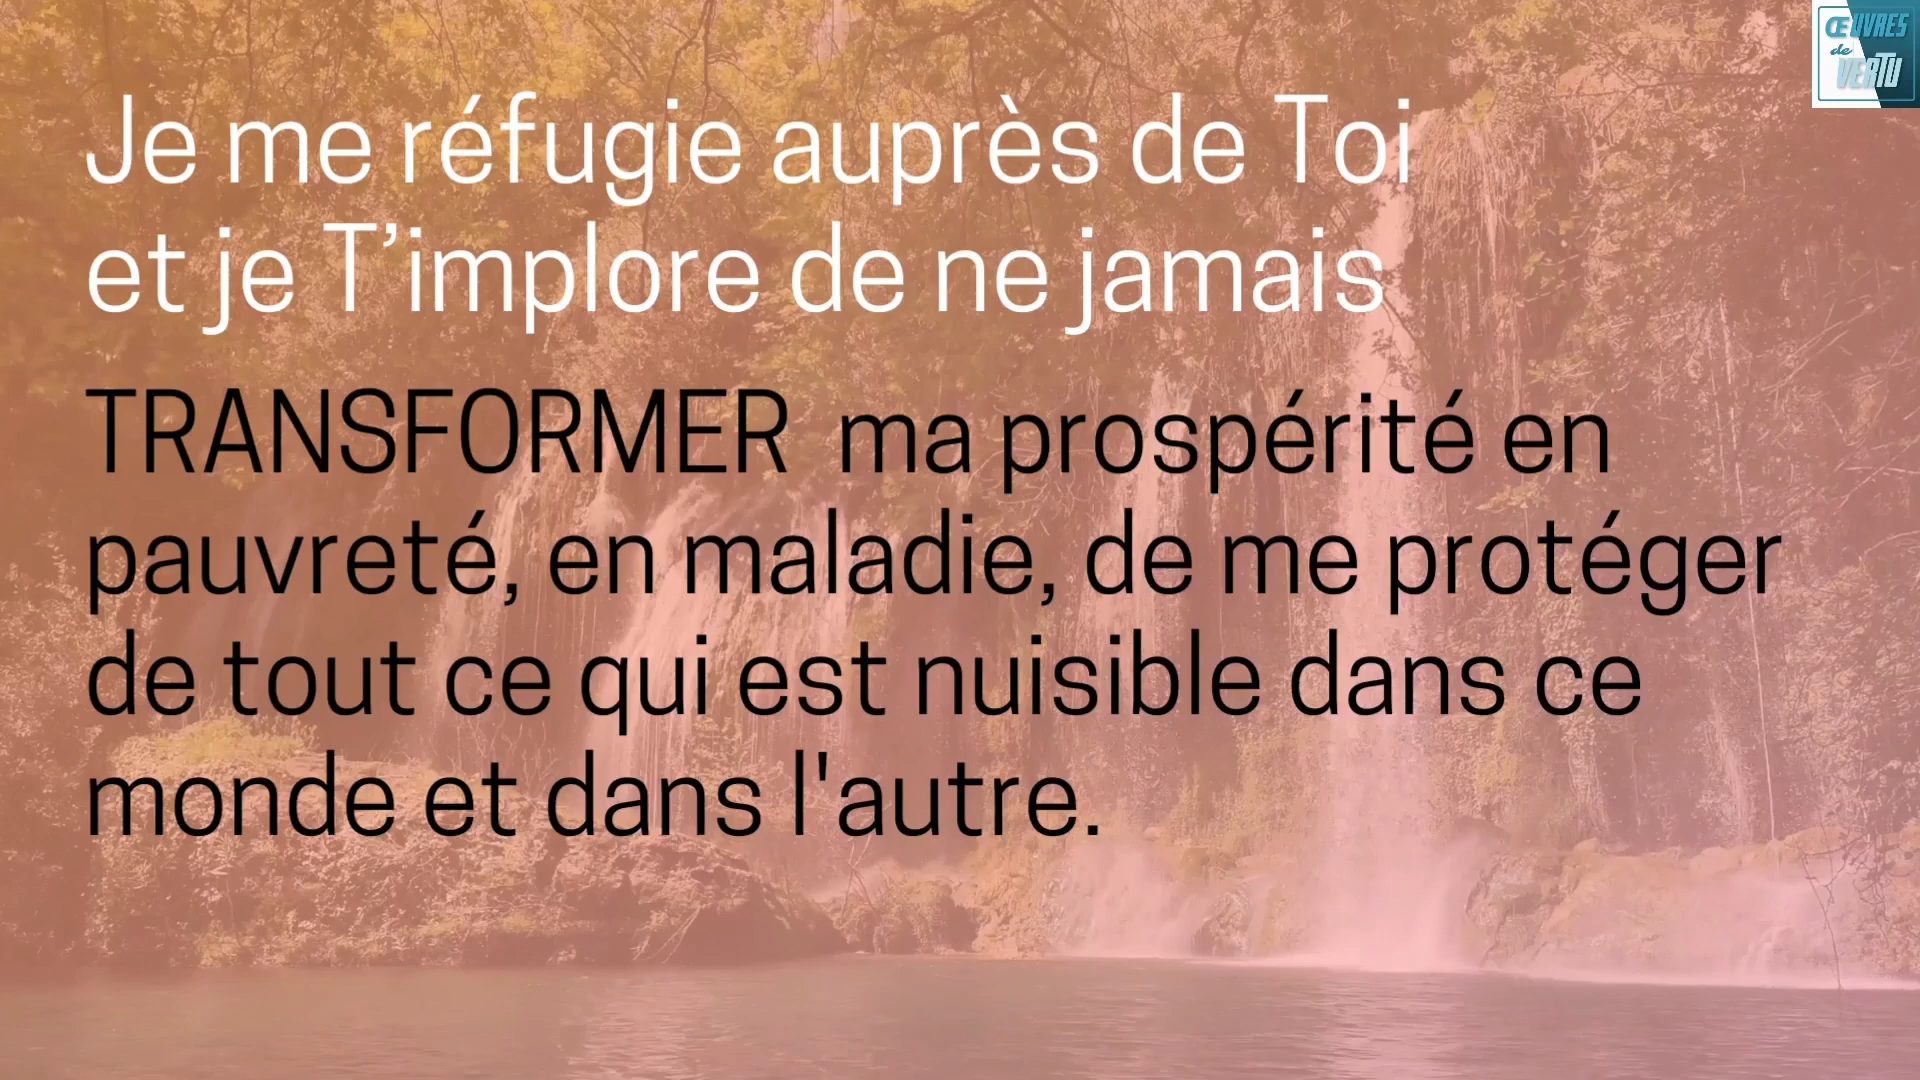 ŒUVRES
de
VERTU
Je me réfugie auprès de Toi
et je T’implore de ne jamais
TRANSFORMER ma prospérité en
pauvreté, en maladie, de me protéger
de tout ce qui est nuisible dans ce
monde et dans l'autre.